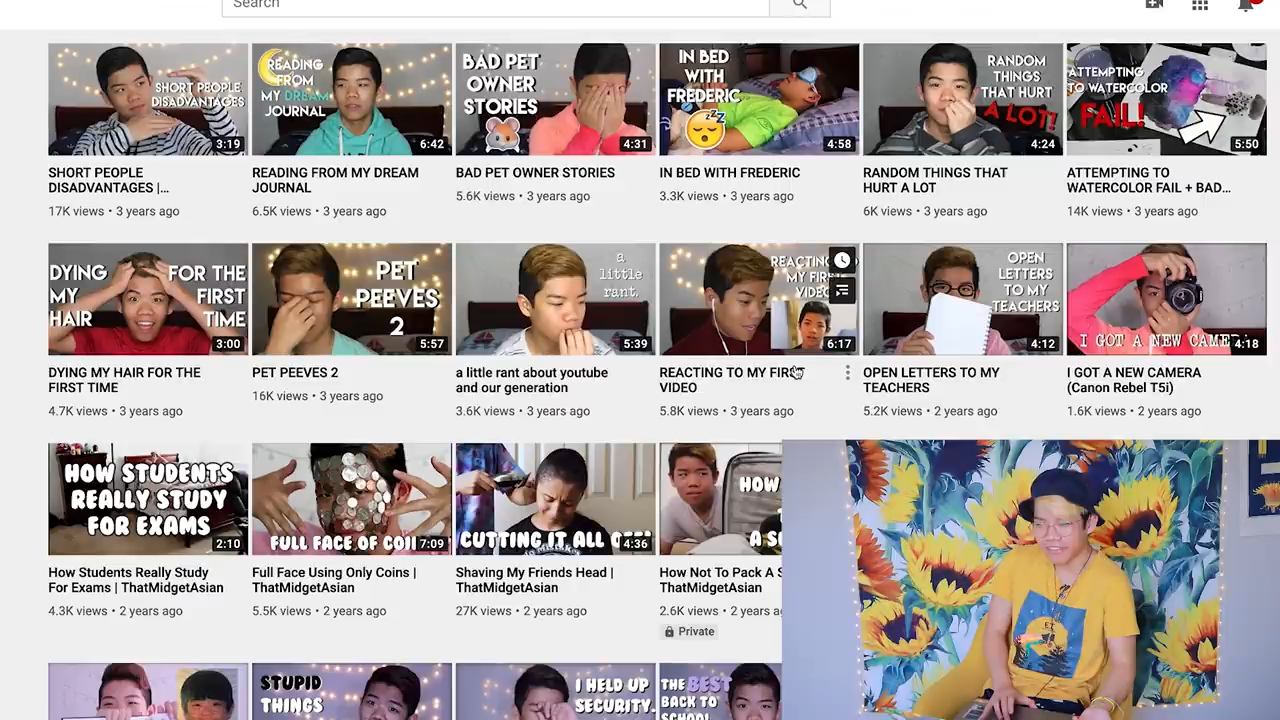 Search
SHORT PEOPLE
DISADVANTAGES
3:19
READING
FROM
MY DREAM
JOURNAL
6:42
BAD PET
OWNER
STORIES
4:31
IN BED
WITH
FREDERIC
4:58
RANDOM
THINGS
THAT HURT
A LOT!
4:24
ATTEMPTING
TO WATERCOLOR
FAIL!
5:50
SHORT PEOPLE
DISADVANTAGES |...
17K views • 3 years ago
READING FROM MY DREAM
JOURNAL
6.5K views • 3 years ago
BAD PET OWNER STORIES
5.6K views • 3 years ago
IN BED WITH FREDERIC
3.3K views • 3 years ago
RANDOM THINGS THAT
HURT A LOT
6K views • 3 years ago
ATTEMPTING TO
WATERCOLOR FAIL + BAD...
14K views • 3 years ago
DYING
MY
HAIR
FOR THE
FIRST
TIME
3:00
PET
PEEVES
2
5:57
a
little
rant.
5:39
REACTING
MY FIRST
VIDEO
6:17
OPEN
LETTERS
TO MY
TEACHERS
4:12
I GOT A NEW CAME
4:18
DYING MY HAIR FOR THE
FIRST TIME
4.7K views • 3 years ago
PET PEEVES 2
16K views • 3 years ago
a little rant about youtube
and our generation
3.6K views • 3 years ago
REACTING TO MY FIRST
VIDEO
5.8K views • 3 years ago
OPEN LETTERS TO MY
TEACHERS
5.2K views • 2 years ago
I GOT A NEW CAMERA
(Canon Rebel T5i)
1.6K views • 2 years ago
HOW STUDENTS
REALLY STUDY
FOR EXAMS
2:10
FULL FACE OF COI
7:09
CUTTING IT ALL
4:36
HOW
A S
How Students Really Study
For Exams | ThatMidgetAsian
4.3K views • 2 years ago
Full Face Using Only Coins |
ThatMidgetAsian
5.5K views • 2 years ago
Shaving My Friends Head |
ThatMidgetAsian
27K views • 2 years ago
How Not To Pack A S
ThatMidgetAsian
2.6K views • 2 years ago
Private
STUPID
THINGS
I HELD UP
SECURITY.
THE BEST
BACK TO
SCHOOL